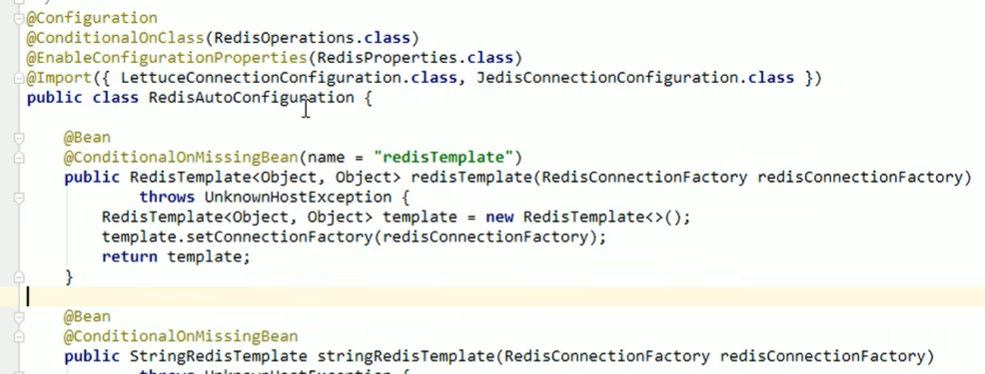 @Configuration
@ConditionalOnClass(RedisOperations.class)
@EnableConfigurationProperties(RedisProperties.class)
@Import({ LettuceConnectionConfiguration.class, JedisConnectionConfiguration.class })
public class RedisAutoConfiguration {
@Bean
@ConditionalOnMissingBean(name = "redisTemplate")
public RedisTemplate<Object, Object> redisTemplate(RedisConnectionFactory redisConnectionFactory)
throws UnknownHostException {
RedisTemplate<Object, Object> template = new RedisTemplate<>();
template.setConnectionFactory(redisConnectionFactory);
return template;
}
@Bean
@ConditionalOnMissingBean
public StringRedisTemplate stringRedisTemplate(RedisConnectionFactory redisConnectionFactory)
throws UnknownHostException {